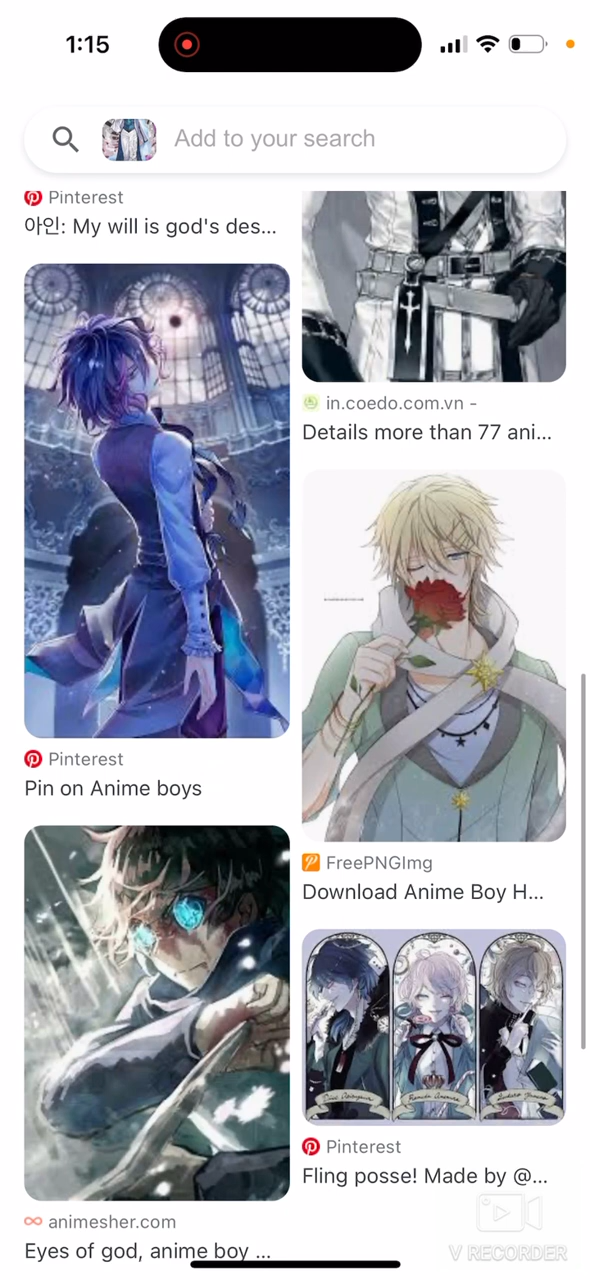 1:15
Add to your search
Pinterest
아인: My will is god's des...
in.coedo.com.vn -
Details more than 77 ani...
Pinterest
Pin on Anime boys
FreePNGImg
Download Anime Boy H...
Pinterest
Fling posse! Made by @...
animesher.com
Eyes of god, anime boy ...
V RECORDER